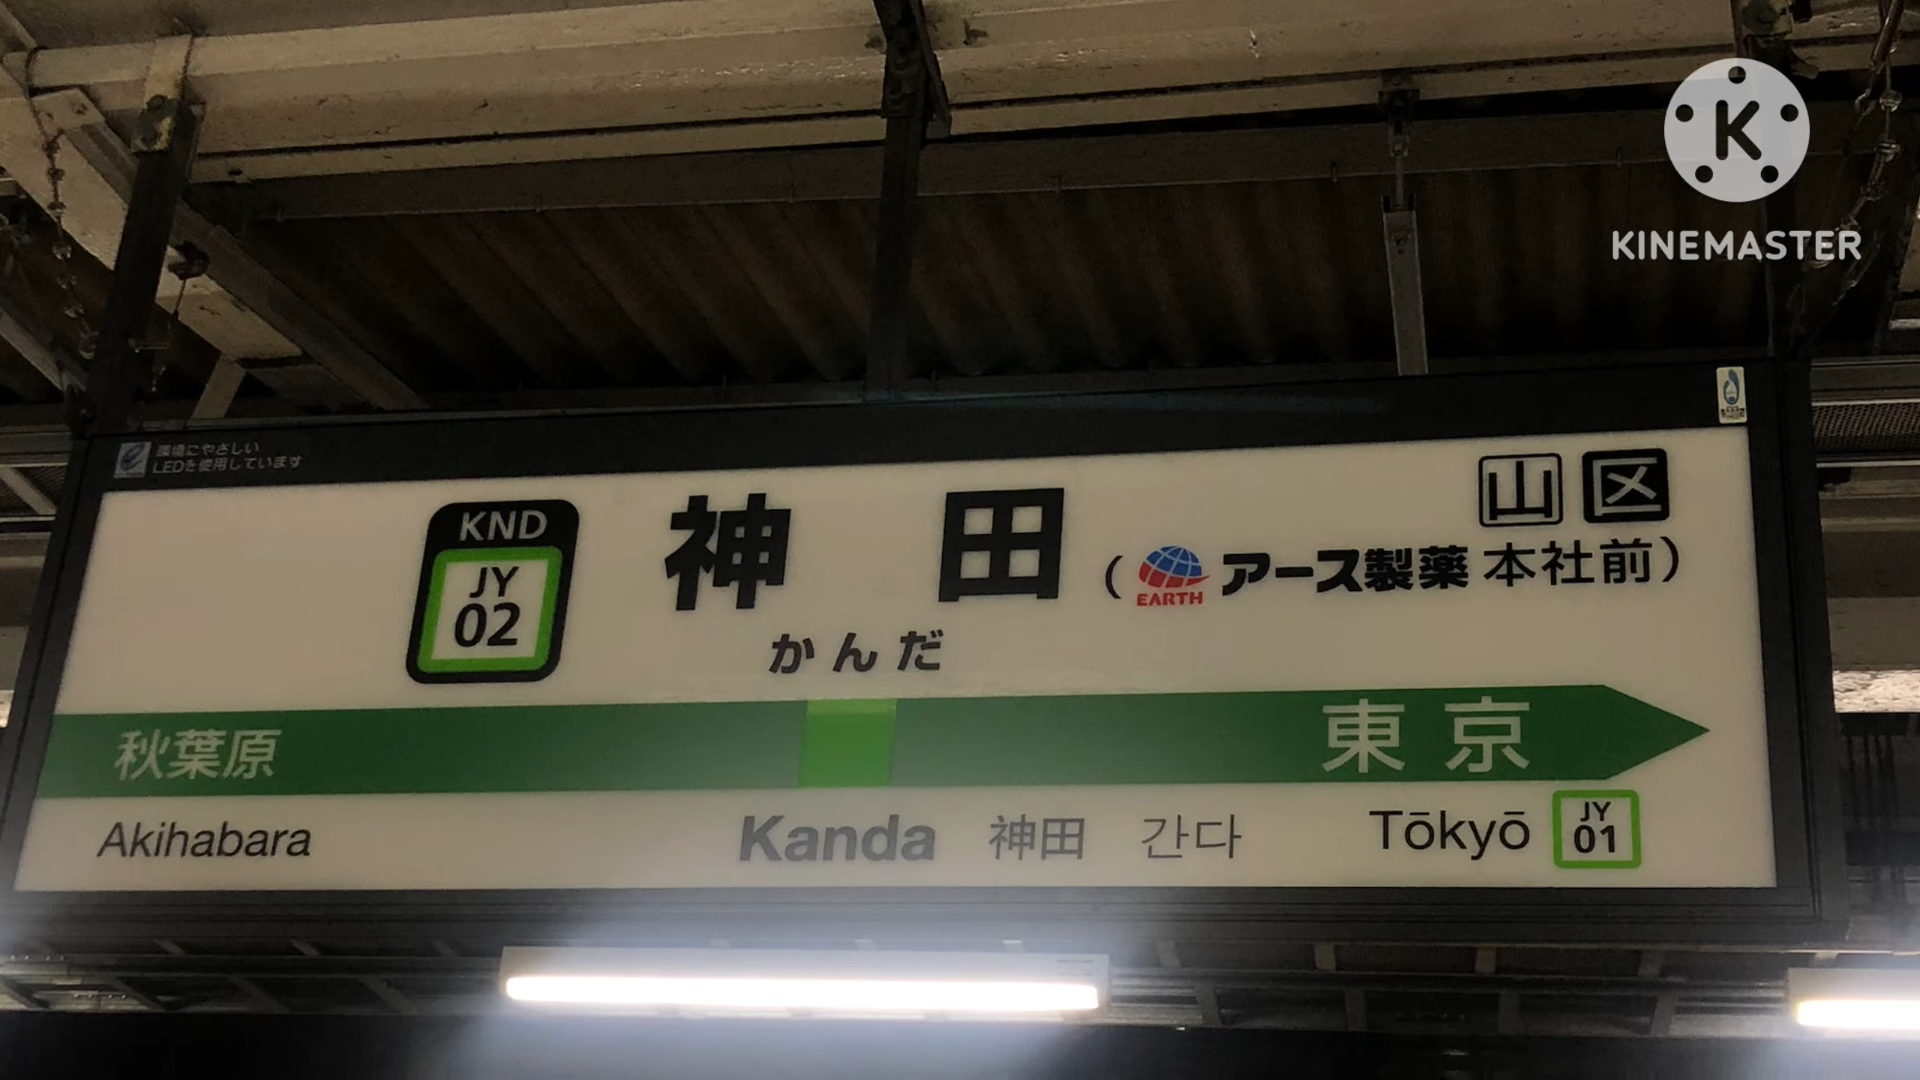 K
KINEMASTER
環境にやさしい
LEDを使用しています
山 区
KND
JY
02
神 田
(EARTH アース製薬 本社前)
かんだ
秋葉原
東京
Akihabara
Kanda 神田 간다
Tōkyō
JY
01